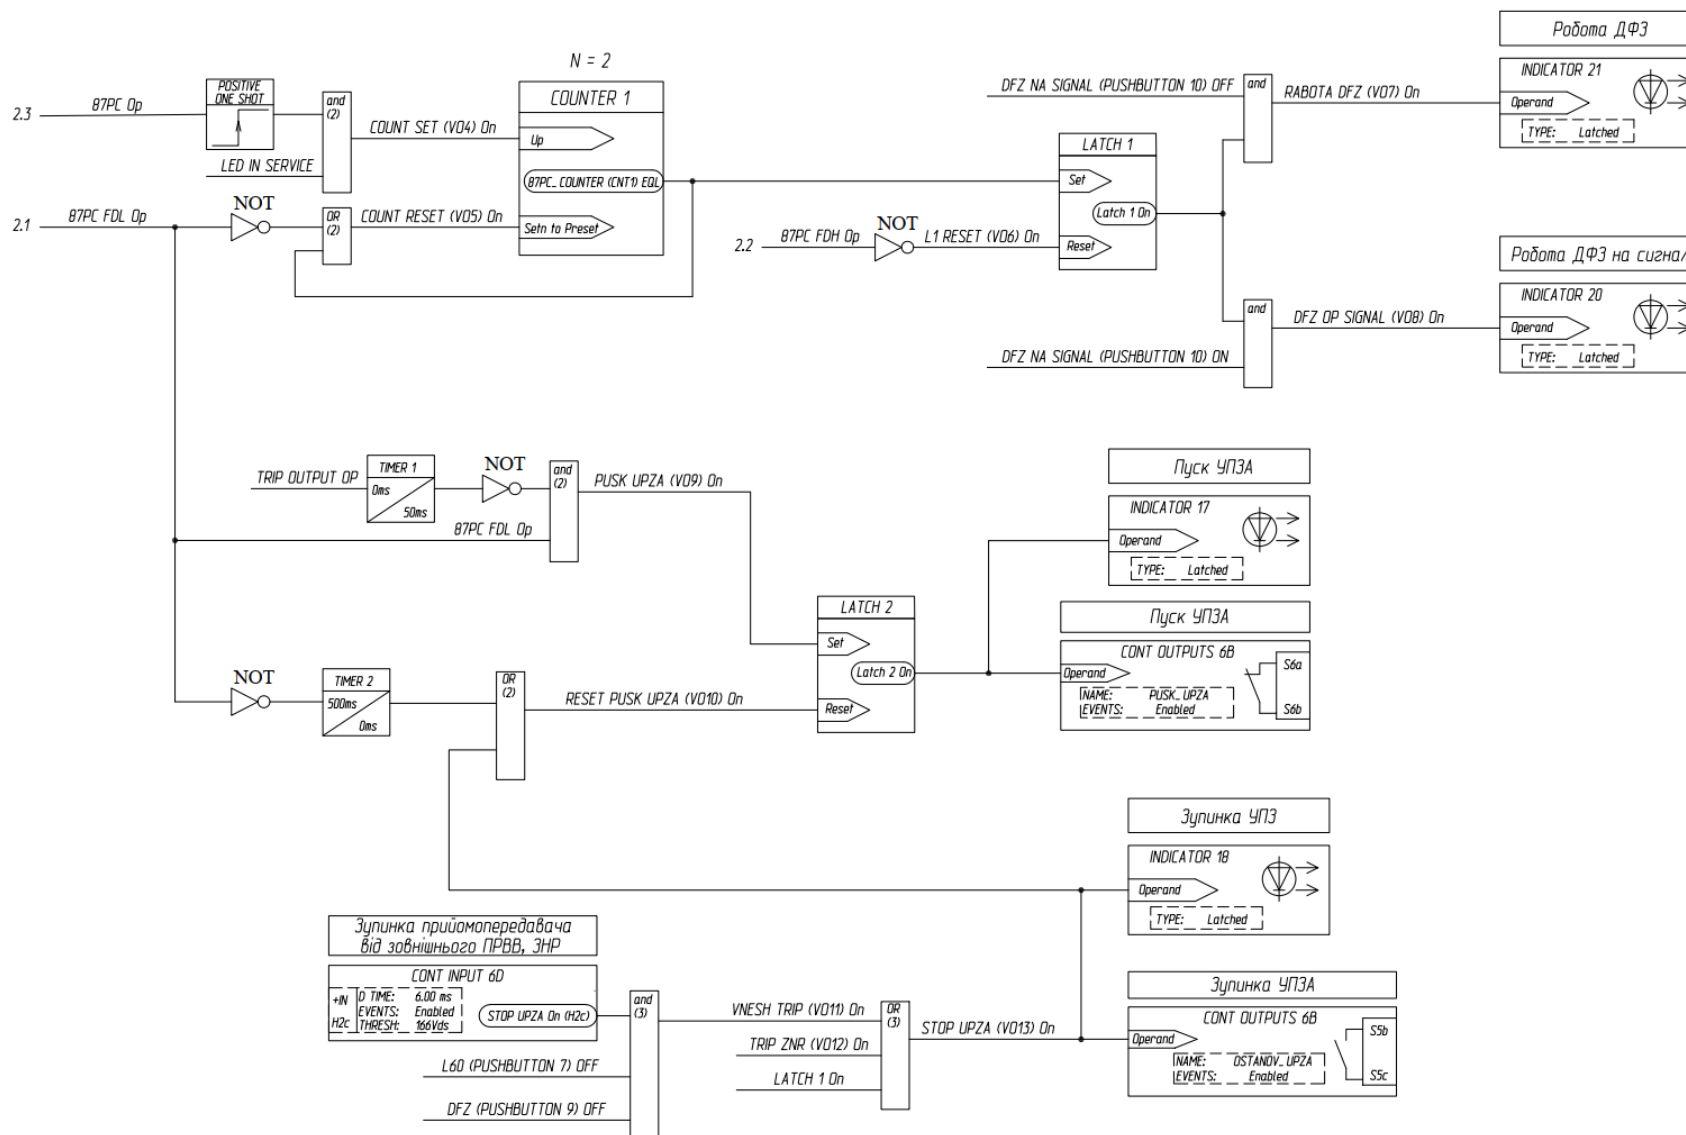 Робота ДФЗ
N = 2
INDICATOR 21
Operand
TYPE: Latched
2.3
87PC Op
POSITIVE
ONE SHOT
and
(2)
LED IN SERVICE
COUNT SET (VO4) On
COUNTER 1
Up
87PC_COUNTER (CNT1) EQL
Setn to Preset
2.1
87PC FDL Op
NOT
OR
(2)
COUNT RESET (VO5) On
DFZ NA SIGNAL (PUSHBUTTON 10) OFF
and
RABOTA DFZ (VO7) On
LATCH 1
Set
Latch 1 On
Reset
2.2
87PC FDH Op
NOT
L1 RESET (VO6) On
Робота ДФЗ на сигнал
INDICATOR 20
Operand
TYPE: Latched
and
DFZ OP SIGNAL (VO8) On
DFZ NA SIGNAL (PUSHBUTTON 10) ON
TRIP OUTPUT OP
TIMER 1
0ms
50ms
NOT
and
(2)
PUSK UPZA (VO9) On
87PC FDL Op
Пуск УПЗА
INDICATOR 17
Operand
TYPE: Latched
LATCH 2
Set
Latch 2 On
Reset
Пуск УПЗА
CONT OUTPUTS 6B
Operand
NAME: PUSK_UPZA
EVENTS: Enabled
S6a
S6b
NOT
TIMER 2
500ms
0ms
OR
(2)
RESET PUSK UPZA (VO10) On
Зупинка УПЗ
INDICATOR 18
Operand
TYPE: Latched
Зупинка прийомопередавача
від зовнішнього ПРВВ, ЗНР
CONT INPUT 6D
+IN
H2c
D TIME: 6.00 ms
EVENTS: Enabled
THRESH: 166Vds
STOP UPZA On (H2c)
and
(3)
L60 (PUSHBUTTON 7) OFF
DFZ (PUSHBUTTON 9) OFF
VNESH TRIP (VO11) On
TRIP ZNR (VO12) On
LATCH 1 On
OR
(3)
STOP UPZA (VO13) On
Зупинка УПЗА
CONT OUTPUTS 6B
Operand
NAME: OSTANOV_UPZA
EVENTS: Enabled
S5b
S5c